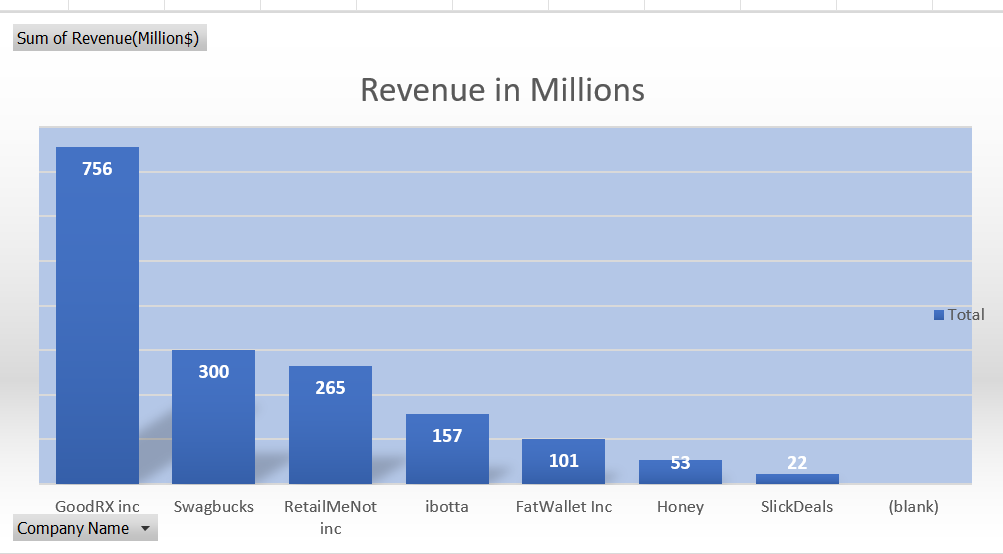 Sum of Revenue(Million$)
Revenue in Millions
756
300
265
157
101
53
22
Total
GoodRX inc
Swagbucks
RetailMeNot
inc
ibotta
FatWallet Inc
Honey
SlickDeals
(blank)
Company Name